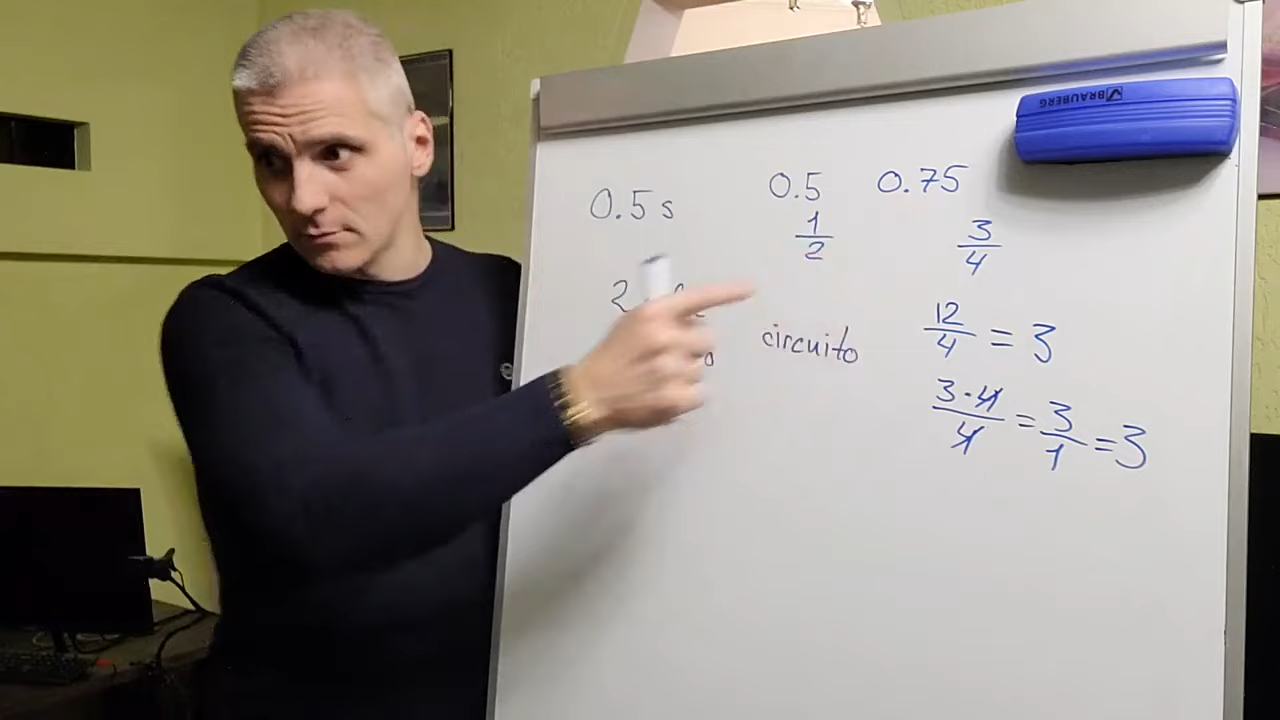 BRAUBERG
0.5 s
0.5
0.75
1/2
3/4
2
12/4 = 3
circuito
3·4/4 = 3/1 = 3